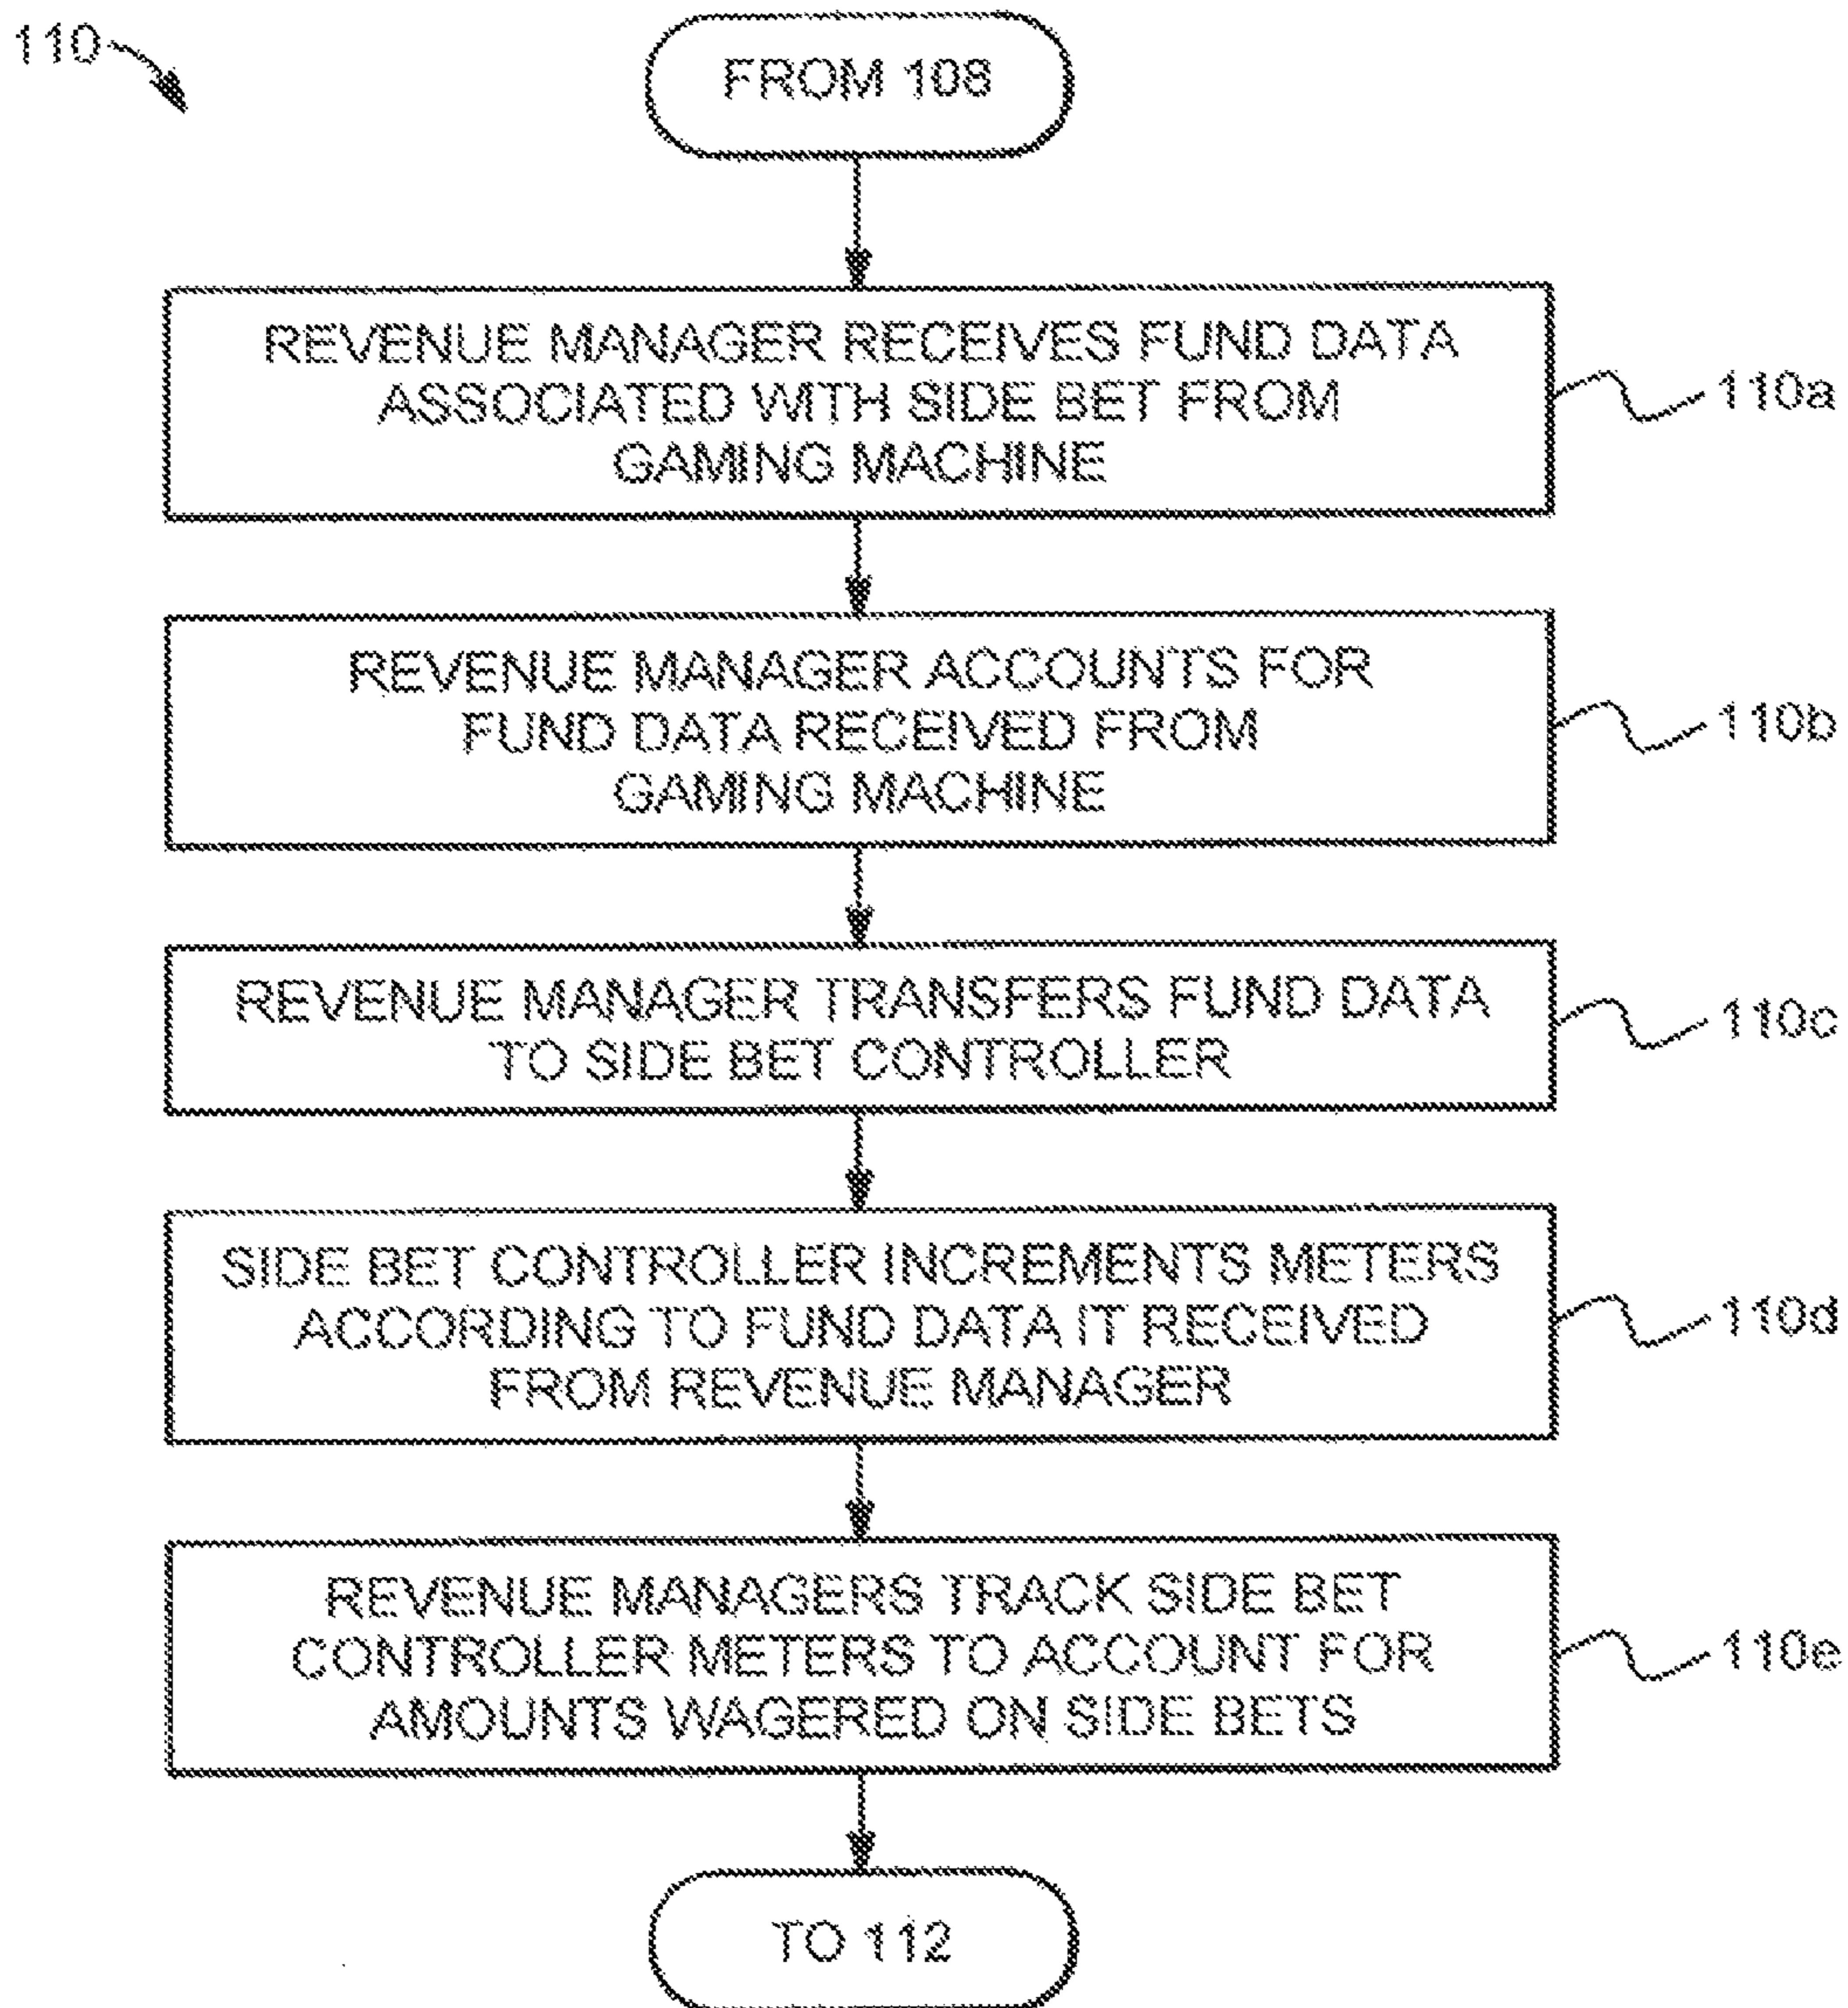 110
FROM 108
REVENUE MANAGER RECEIVES FUND DATA
ASSOCIATED WITH SIDE BET FROM
GAMING MACHINE
110a
REVENUE MANAGER ACCOUNTS FOR
FUND DATA RECEIVED FROM
GAMING MACHINE
110b
REVENUE MANAGER TRANSFERS FUND DATA
TO SIDE BET CONTROLLER
110c
SIDE BET CONTROLLER INCREMENTS METERS
ACCORDING TO FUND DATA IT RECEIVED
FROM REVENUE MANAGER
110d
REVENUE MANAGERS TRACK SIDE BET
CONTROLLER METERS TO ACCOUNT FOR
AMOUNTS WAGERED ON SIDE BETS
110e
TO 112